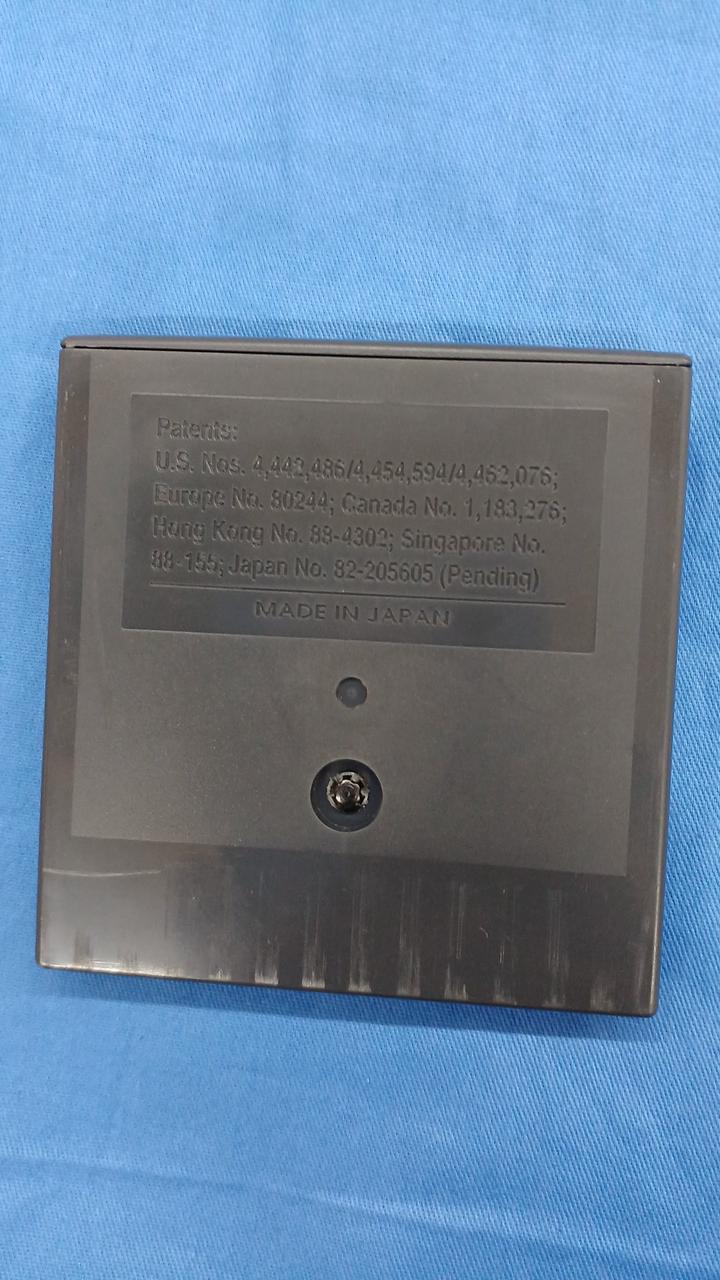 Patents:
U.S. Nos. 4,442,486/4,454,594/4,462,076;
Europe No. 80244; Canada No. 1,183,276;
Hong Kong No. 88-4302; Singapore No.
88-155; Japan No. 82-205605 (Pending)
MADE IN JAPAN